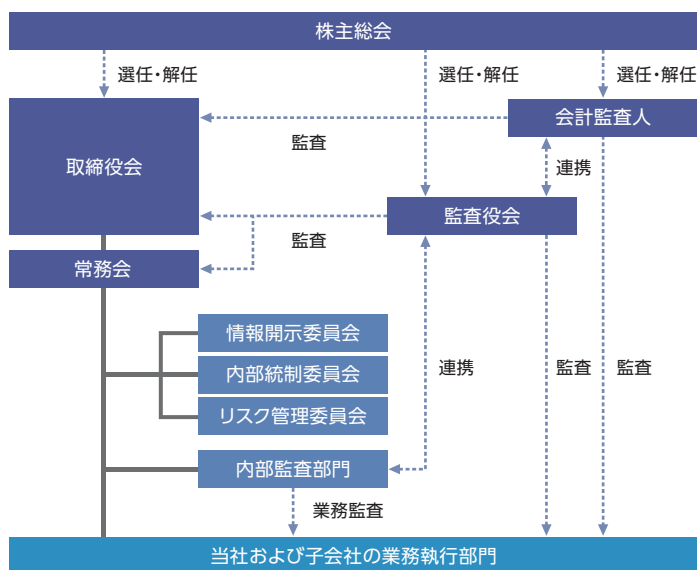 株主総会
選任・解任
選任・解任
選任・解任
会計監査人
監査
取締役会
連携
監査役会
監査
常務会
情報開示委員会
内部統制委員会
連携
監査
監査
リスク管理委員会
内部監査部門
業務監査
当社および子会社の業務執行部門